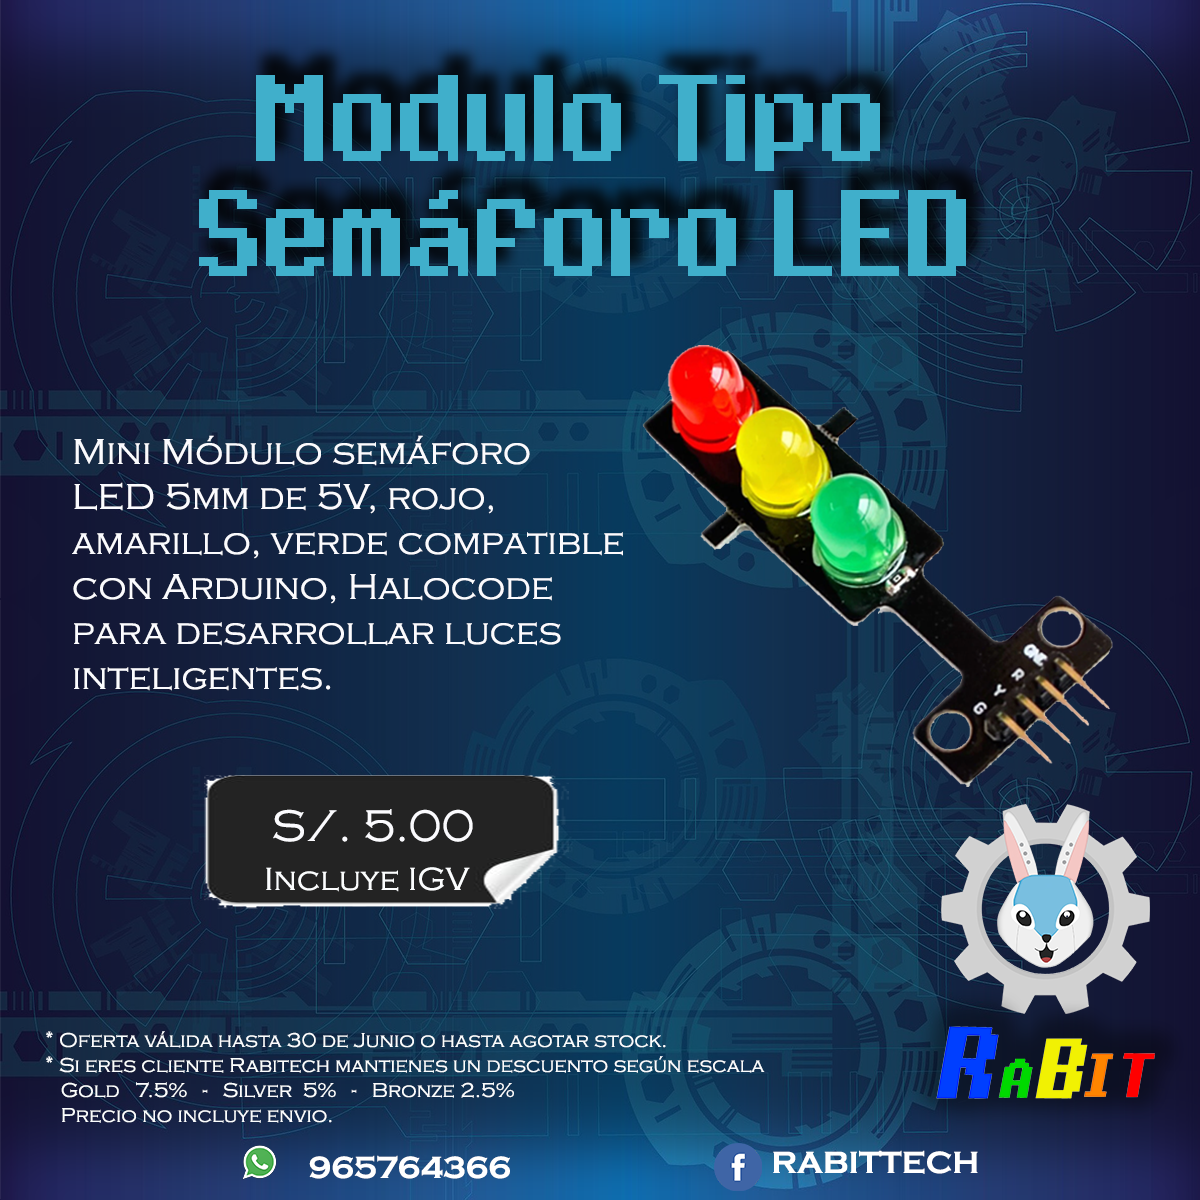 Modulo Tipo
Semáforo LED
Mini Módulo semáforo
LED 5mm de 5V, rojo,
amarillo, verde compatible
con Arduino, Halocode
para desarrollar luces
inteligentes.
GND
R
Y
G
S/. 5.00
Incluye IGV
* Oferta válida hasta 30 de Junio o hasta agotar stock.
* Si eres cliente Rabitech mantienes un descuento según escala
Gold 7.5% - Silver 5% - Bronze 2.5%
Precio no incluye envio.
RaBit
965764366
f RABITTECH